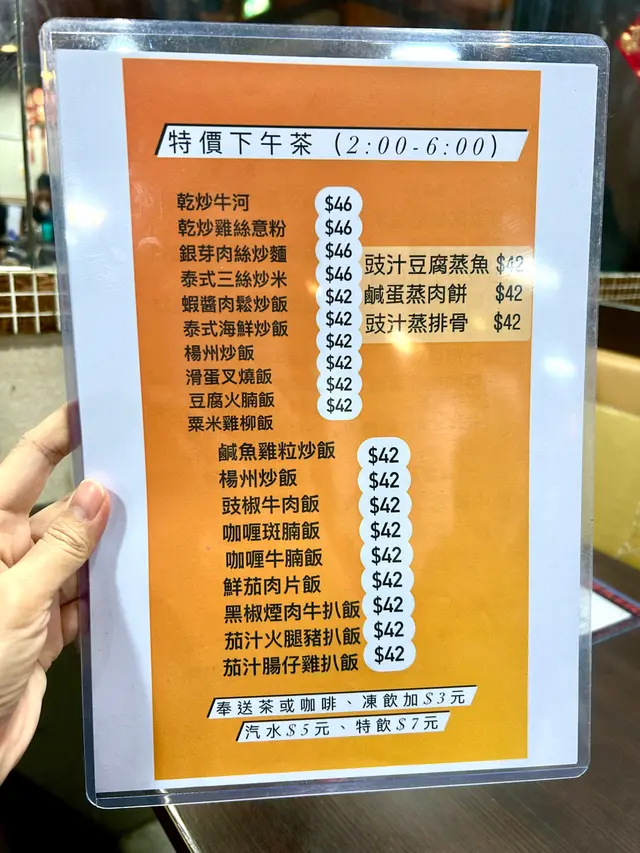 特價下午茶 (2:00-6:00)
乾炒牛河 $46
乾炒雞絲意粉 $46
銀芽肉絲炒麵 $46
泰式三絲炒米 $46
蝦醬肉鬆炒飯 $42
泰式海鮮炒飯 $42
楊州炒飯 $42
滑蛋叉燒飯 $42
豆腐火腩飯 $42
粟米雞柳飯 $42
豉汁豆腐蒸魚 $42
鹹蛋蒸肉餅 $42
豉汁蒸排骨 $42
鹹魚雞粒炒飯 $42
楊州炒飯 $42
豉椒牛肉飯 $42
咖喱斑腩飯 $42
咖喱牛腩飯 $42
鮮茄肉片飯 $42
黑椒煙肉牛扒飯 $42
茄汁火腿豬扒飯 $42
茄汁腸仔雞扒飯 $42
奉送茶或咖啡、凍飲加$3元
汽水$5元、特飲$7元